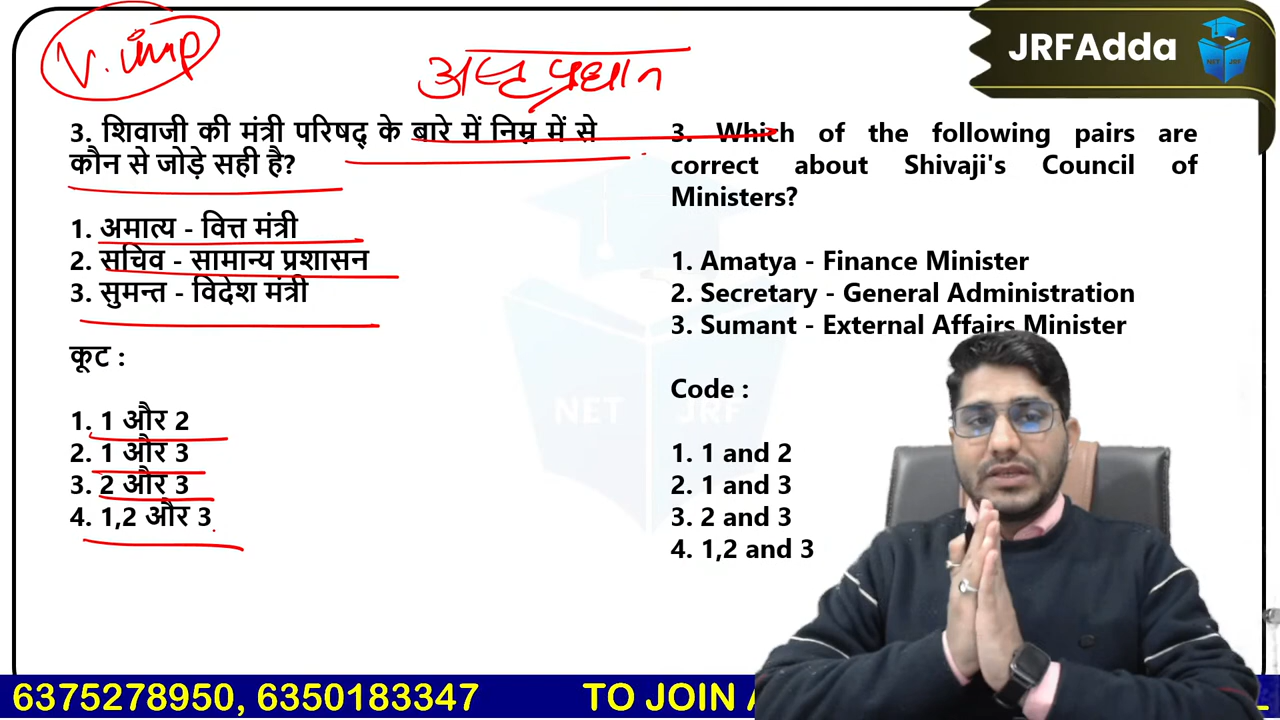 V. imp
अष्ट प्रधान
JRFAdda
NET JRF
3. शिवाजी की मंत्री परिषद् के बारे में निम्न में से
कौन से जोड़े सही है?
1. अमात्य - वित्त मंत्री
2. सचिव - सामान्य प्रशासन
3. सुमन्त - विदेश मंत्री
कूट :
1. 1 और 2
2. 1 और 3
3. 2 और 3
4. 1,2 और 3
3. Which of the following pairs are
correct about Shivaji's Council of
Ministers?
1. Amatya - Finance Minister
2. Secretary - General Administration
3. Sumant - External Affairs Minister
Code :
1. 1 and 2
2. 1 and 3
3. 2 and 3
4. 1,2 and 3
NET JRF
6375278950, 6350183347 TO JOIN